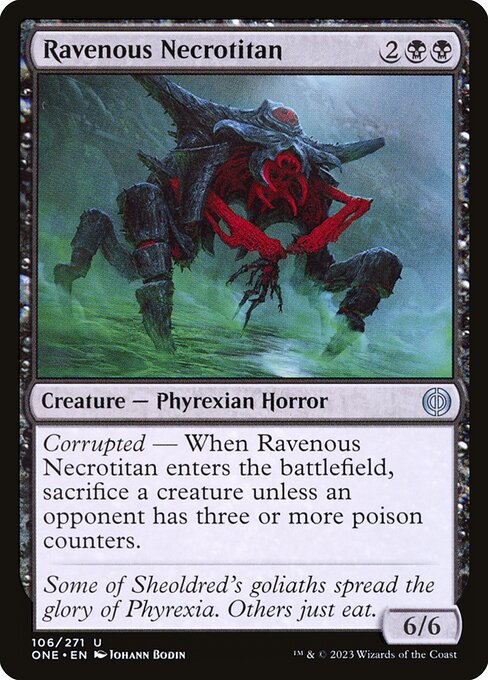 Ravenous Necrotitan 2
Creature — Phyrexian Horror
Corrupted — When Ravenous
Necrotitan enters the battlefield,
sacrifice a creature unless an
opponent has three or more poison
counters.
Some of Sheoldred's goliaths spread the
glory of Phyrexia. Others just eat.
6/6
106/271 U
ONE • EN Johann Bodin
™ & © 2023 Wizards of the Coast